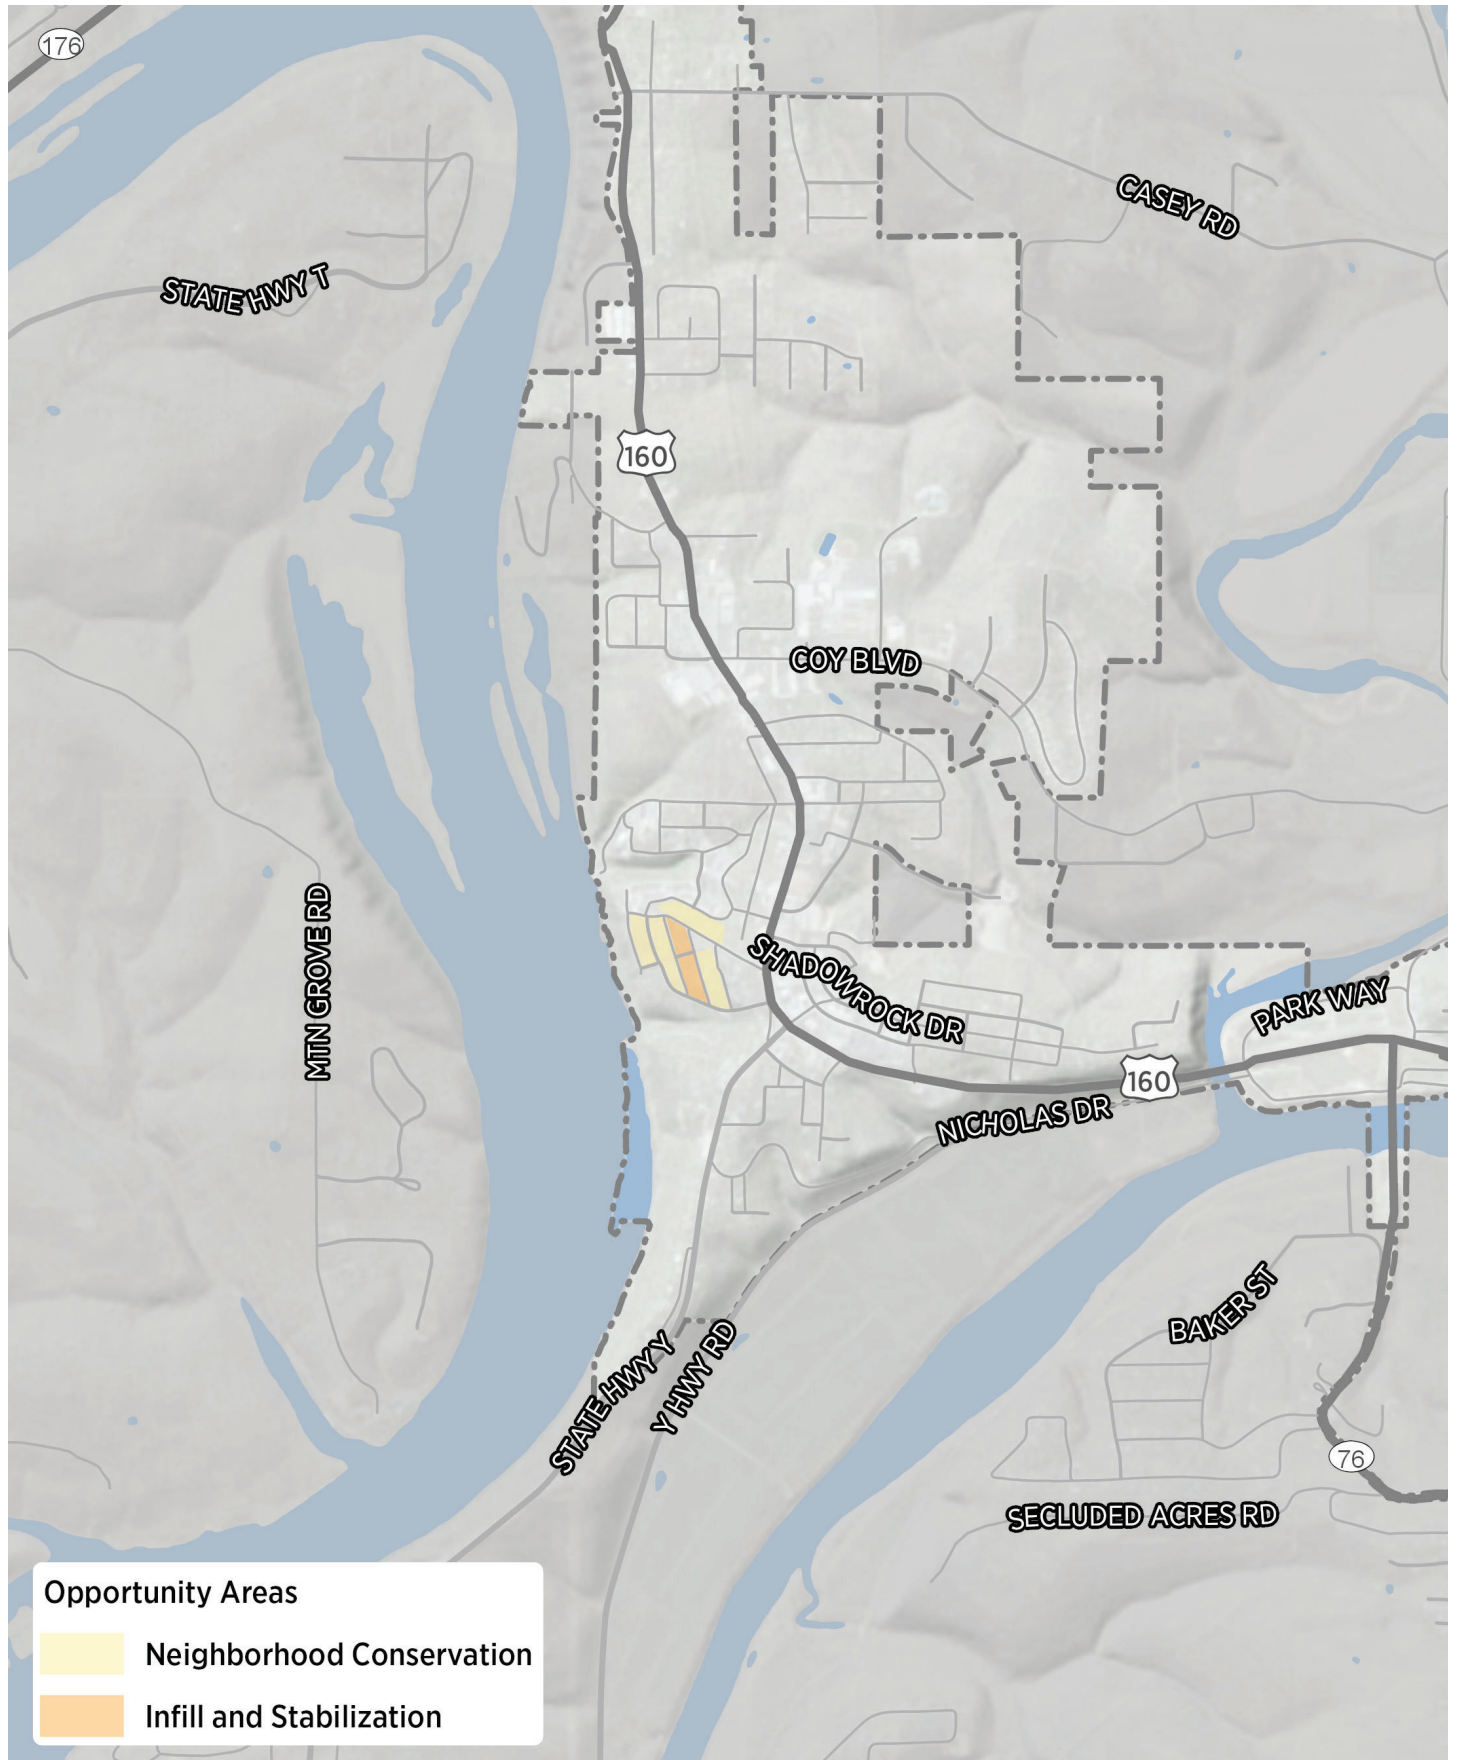 176
CASEY RD
STATE HWY T
160
COY BLVD
MTN GROVE RD
SHADOWROCK DR
PARK WAY
160
NICHOLAS DR
BAKER ST
STATE HWY Y
Y HWY RD
76
SECLUDED ACRES RD
Opportunity Areas
Neighborhood Conservation
Infill and Stabilization